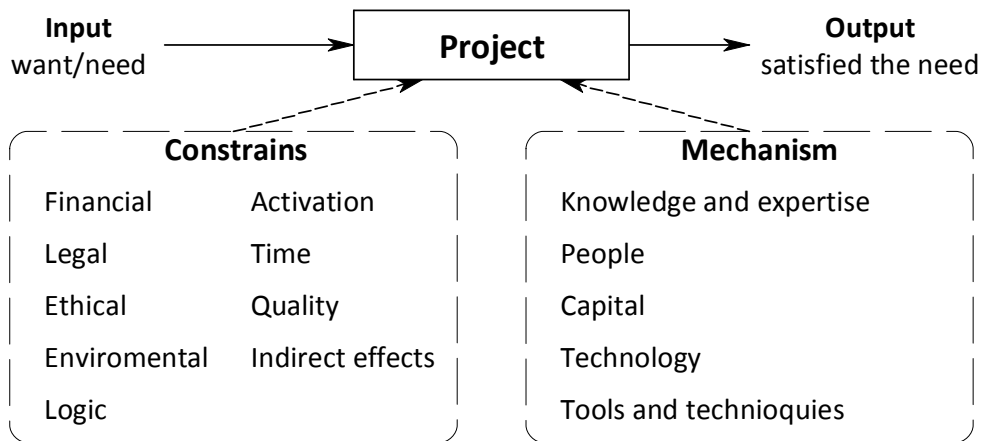 Input
want/need
Project
Output
satisfied the need
Constrains
Financial
Legal
Ethical
Enviromental
Logic
Activation
Time
Quality
Indirect effects
Mechanism
Knowledge and expertise
People
Capital
Technology
Tools and technioquies